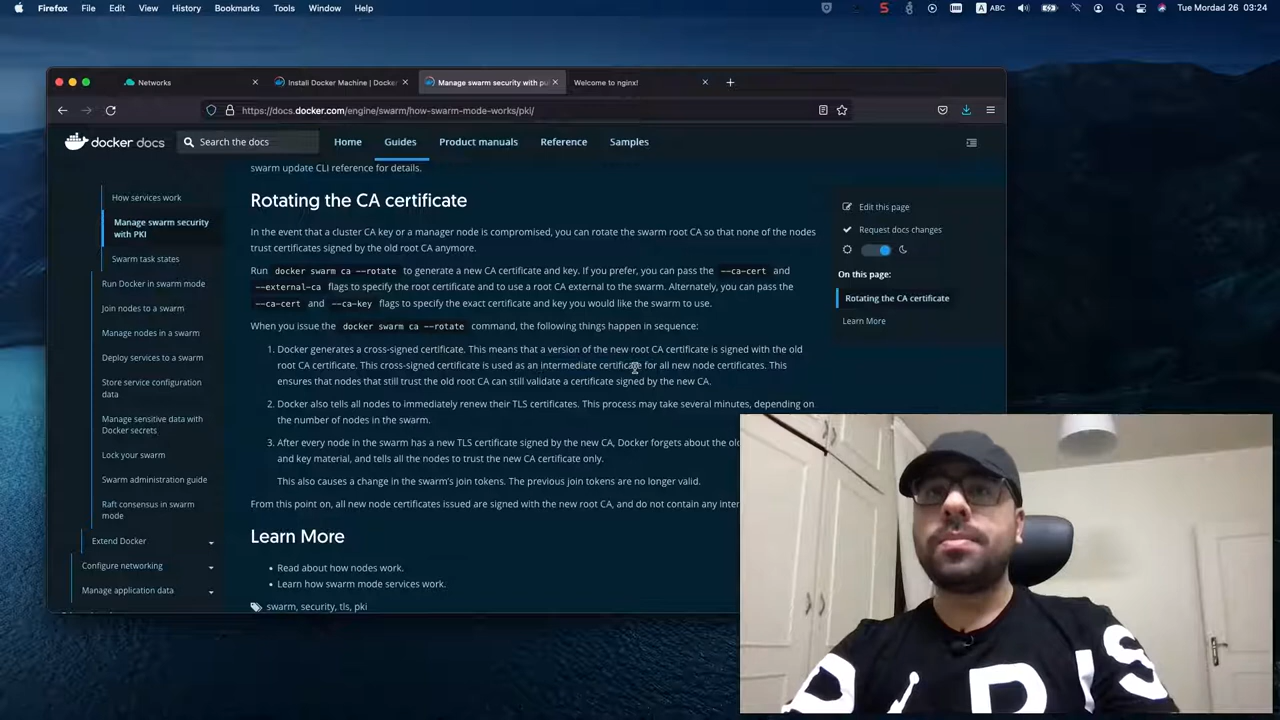 Firefox File Edit View History Bookmarks Tools Window Help
ABC
Tue Mordad 26 03:24
Networks
Install Docker Machine | Docker
Manage swarm security with pu
Welcome to nginx!
https://docs.docker.com/engine/swarm/how-swarm-mode-works/pki/
docker docs
Search the docs
Home Guides Product manuals Reference Samples
How services work
Manage swarm security
with PKI
Swarm task states
Run Docker in swarm mode
Join nodes to a swarm
Manage nodes in a swarm
Deploy services to a swarm
Store service configuration
data
Manage sensitive data with
Docker secrets
Lock your swarm
Swarm administration guide
Raft consensus in swarm
mode
Extend Docker
Configure networking
Manage application data
swarm update CLI reference for details.
Rotating the CA certificate
In the event that a cluster CA key or a manager node is compromised, you can rotate the swarm root CA so that none of the nodes
trust certificates signed by the old root CA anymore.
Run docker swarm ca --rotate to generate a new CA certificate and key. If you prefer, you can pass the --ca-cert and
--external-ca flags to specify the root certificate and to use a root CA external to the swarm. Alternately, you can pass the
--ca-cert and --ca-key flags to specify the exact certificate and key you would like the swarm to use.
When you issue the docker swarm ca --rotate command, the following things happen in sequence:
1. Docker generates a cross-signed certificate. This means that a version of the new root CA certificate is signed with the old
root CA certificate. This cross-signed certificate is used as an intermediate certificate for all new node certificates. This
ensures that nodes that still trust the old root CA can still validate a certificate signed by the new CA.
2. Docker also tells all nodes to immediately renew their TLS certificates. This process may take several minutes, depending on
the number of nodes in the swarm.
3. After every node in the swarm has a new TLS certificate signed by the new CA, Docker forgets about the old
and key material, and tells all the nodes to trust the new CA certificate only.
This also causes a change in the swarm's join tokens. The previous join tokens are no longer valid.
From this point on, all new node certificates issued are signed with the new root CA, and do not contain any inter
Learn More
• Read about how nodes work.
• Learn how swarm mode services work.
swarm, security, tls, pki
Edit this page
Request docs changes
On this page:
Rotating the CA certificate
Learn More